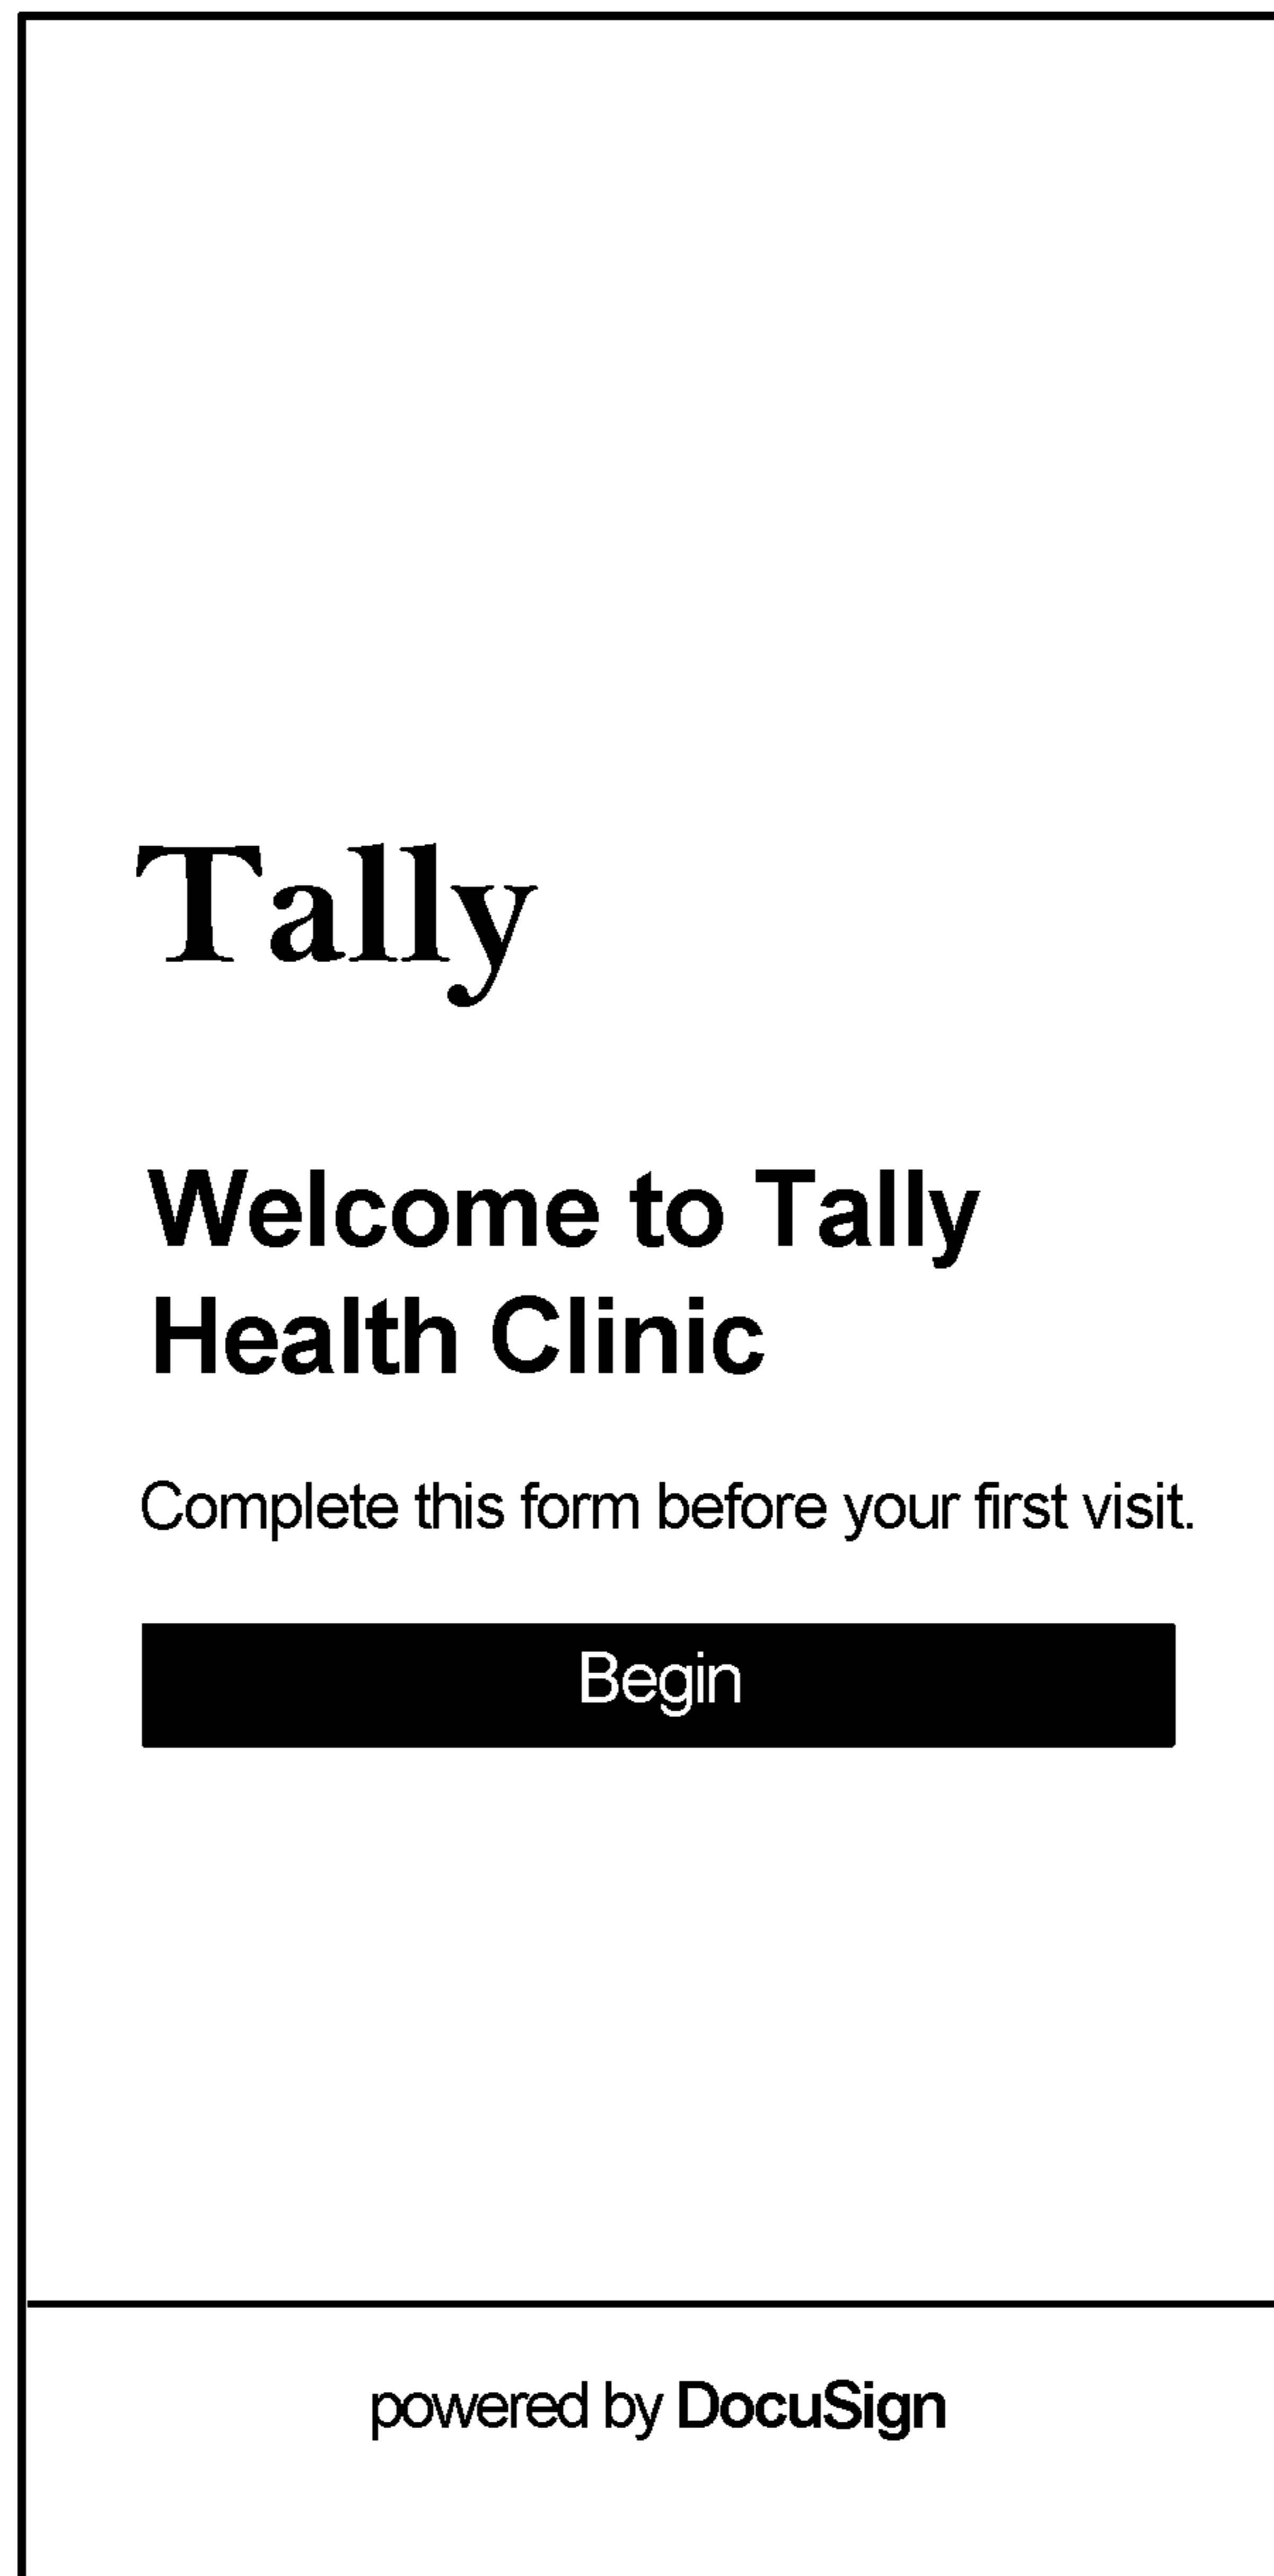 Tally
Welcome to Tally
Health Clinic
Complete this form before your first visit.
Begin
powered by DocuSign